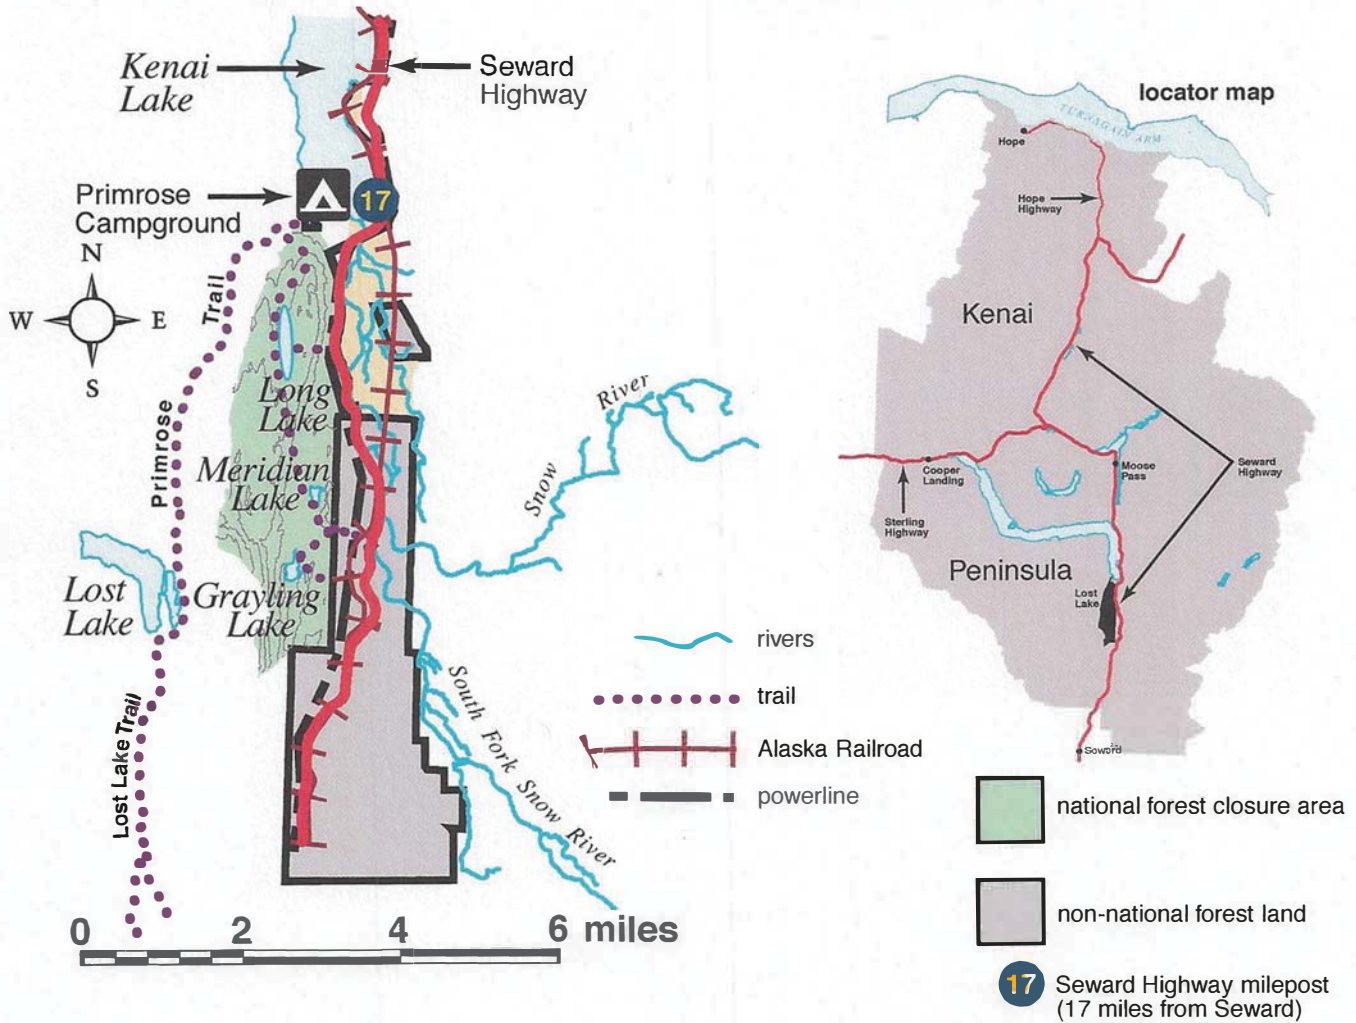 Kenai
Lake
Seward
Highway
Primrose
Campground
17
N
W
E
S
Trail
Primrose
Long
Lake
Meridian
Lake
Grayling
Lake
Lost
Lake
Lost Lake Trail
Snow
River
South Fork Snow River
rivers
trail
Alaska Railroad
powerline
0 2 4 6 miles
locator map
TURNAGAIN ARM
Hope
Hope
Highway
Kenai
Cooper
Landing
Moose
Pass
Seward
Highway
Sterling
Highway
Peninsula
Lost
Lake
Soward
national forest closure area
non-national forest land
17 Seward Highway milepost
(17 miles from Seward)